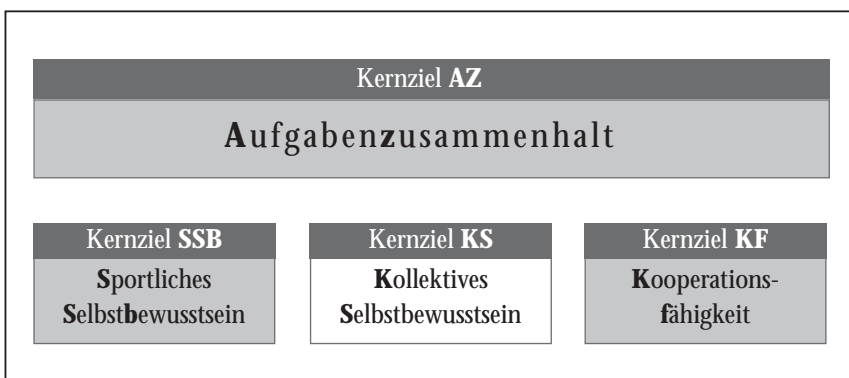 Kernziel AZ
Aufgabenzusammenhalt
Kernziel SSB
Sportliches
Selbstbewusstsein
Kernziel KS
Kollektives
Selbstbewusstsein
Kernziel KF
Kooperations-
fähigkeit